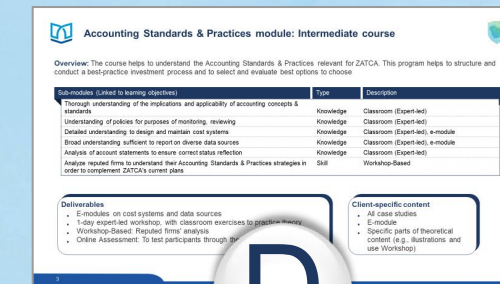 Accounting Standards & Practices module: Intermediate course
Overview: The course helps to understand the Accounting Standards & Practices relevant for ZATCA. This program helps to structure and
conduct a best-practice investment process and to select and evaluate best options to choose
Sub-modules (Linked to learning objectives) Type Description
Thorough understanding of the implications and applicability of accounting concepts &
standards Knowledge Classroom (Expert-led)
Understanding of policies for purposes of monitoring, reviewing Knowledge Classroom (Expert-led)
Detailed understanding to design and maintain cost systems Knowledge Classroom (Expert-led), e-module
Broad understanding sufficient to report on diverse data sources Knowledge Classroom (Expert-led), e-module
Analysis of account statements to ensure correct status reflection Knowledge Classroom (Expert-led)
Analyze reputed firms to understand their Accounting Standards & Practices strategies in Skill Workshop-Based
order to complement ZATCA's current plans
Deliverables
• E-modules on cost systems and data sources
• 1-day expert-led workshop, with classroom exercises to practice theory
• Workshop-Based: Reputed firms' analysis
• Online Assessment: To test participants through the
Client-specific content
• All case studies
• E-module
• Specific parts of theoretical
content (e.g., illustrations and
use Workshop)
3